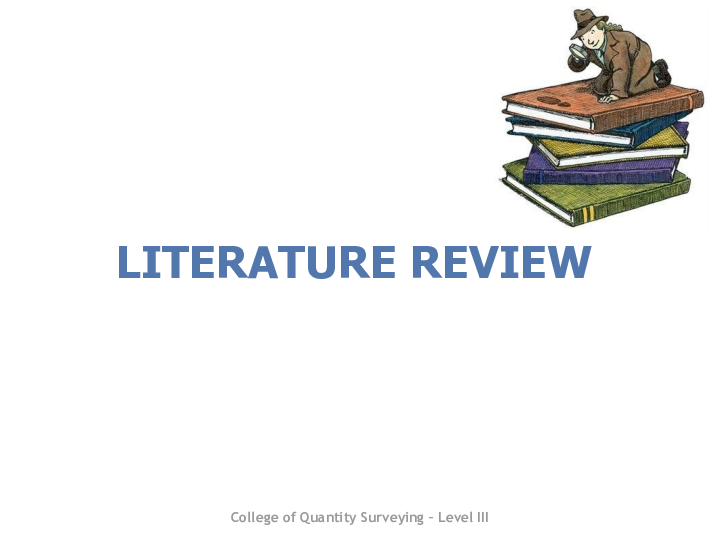 LITERATURE REVIEW
College of Quantity Surveying – Level III